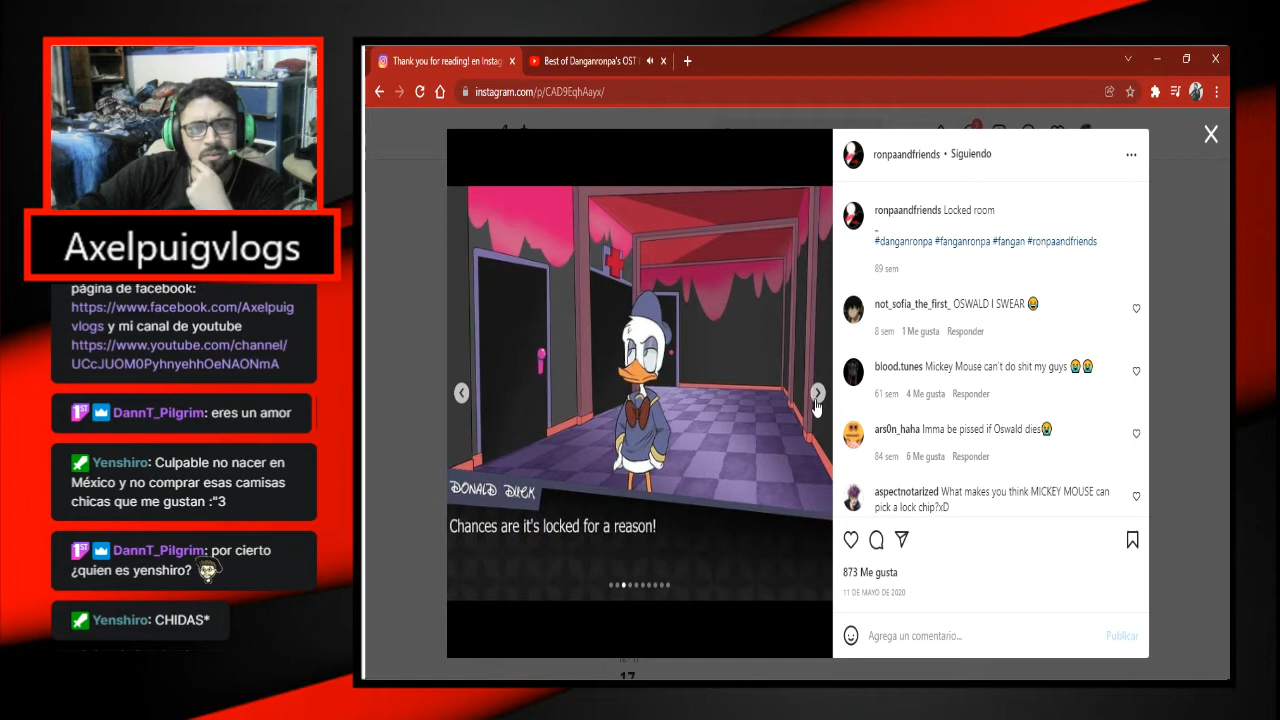 Axelpuigvlogs
página de facebook:
https://www.facebook.com/Axelpuig
vlogs y mi canal de youtube
https://www.youtube.com/channel/
UCcJUOM0PyhnyehhOeNAONmA
DannT_Pilgrim: eres un amor
Yenshiro: Culpable no nacer en
México y no comprar esas camisas
chicas que me gustan :"3
DannT_Pilgrim: por cierto
¿quien es yenshiro?
Yenshiro: CHIDAS*
Thank you for reading! en Instag
Best of Danganronpa's OST
instagram.com/p/CAD9EqhAayx/
DONALD DUCK
Chances are it's locked for a reason!
ronpaandfriends • Siguiendo
ronpaandfriends Locked room
_
#danganronpa #fanganronpa #fangan #ronpaandfriends
89 sem
not_sofia_the_first_ OSWALD I SWEAR
8 sem 1 Me gusta Responder
blood.tunes Mickey Mouse can't do shit my guys
61 sem 4 Me gusta Responder
ars0n_haha Imma be pissed if Oswald dies
84 sem 6 Me gusta Responder
aspectnotarized What makes you think MICKEY MOUSE can
pick a lock chip?xD
873 Me gusta
11 DE MAYO DE 2020
Agrega un comentario...
Publicar
17